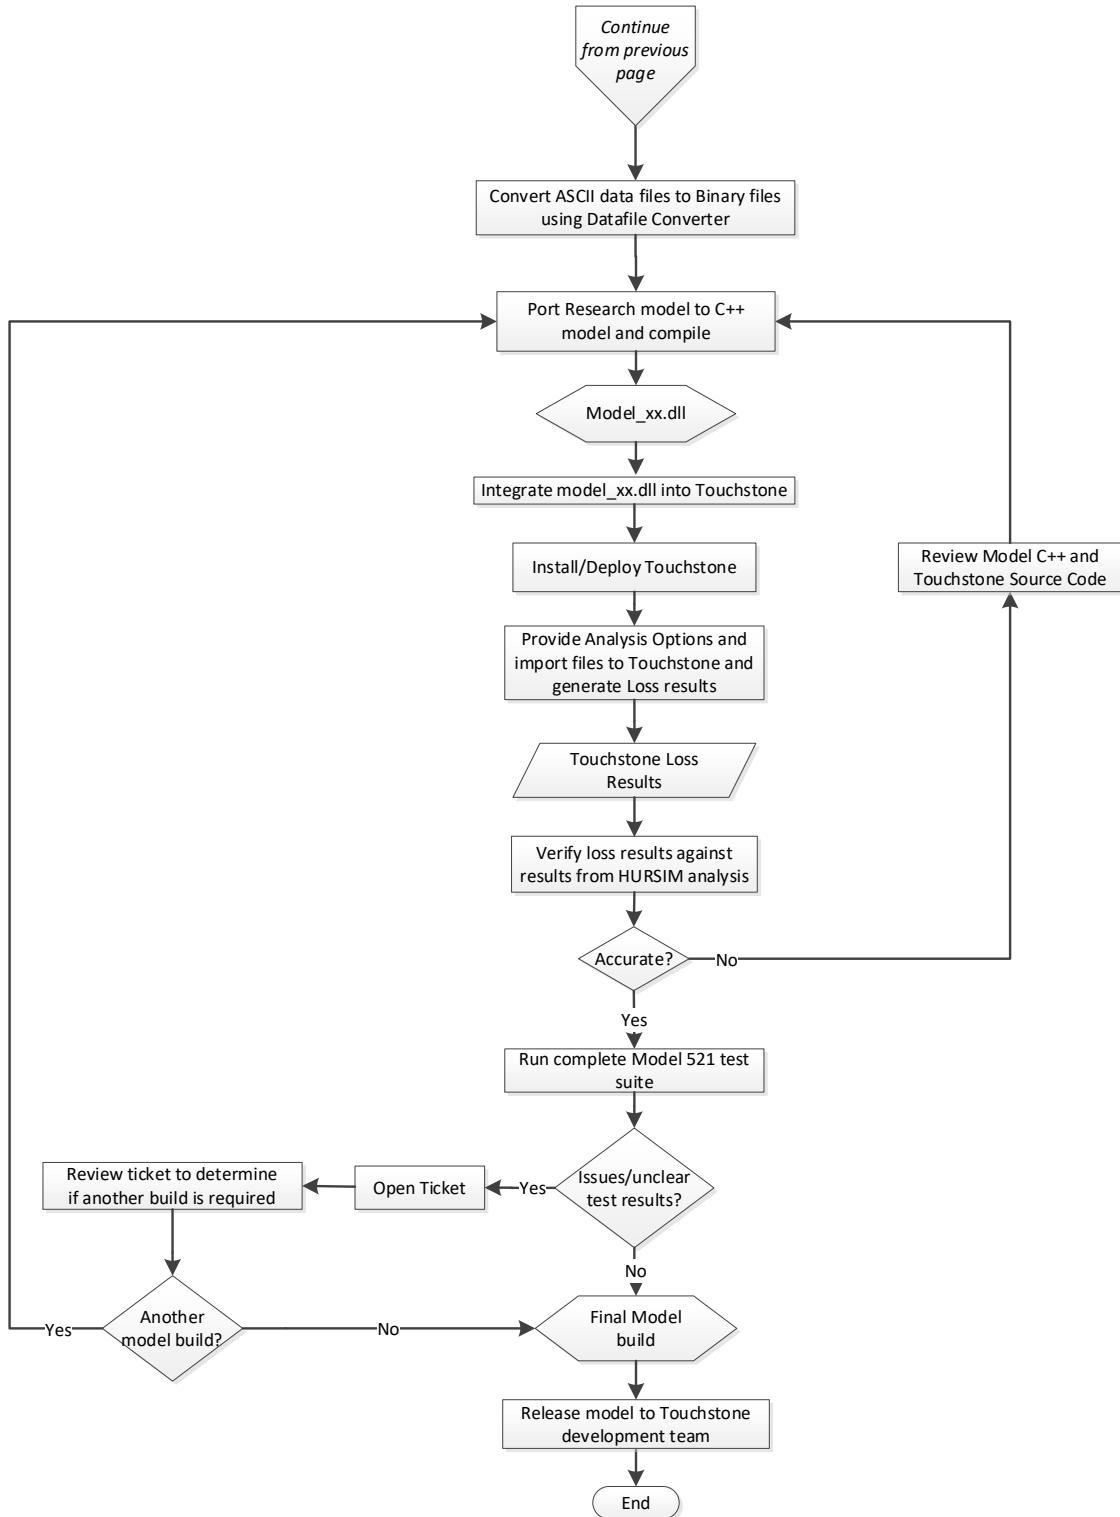 Continue
from previous
page
Convert ASCII data files to Binary files
using Datafile Converter
Port Research model to C++
model and compile
Model_xx.dll
Integrate model_xx.dll into Touchstone
Install/Deploy Touchstone
Review Model C++ and
Touchstone Source Code
Provide Analysis Options and
import files to Touchstone and
generate Loss results
Touchstone Loss
Results
Verify loss results against
results from HURSIM analysis
Accurate?
No
Yes
Run complete Model 521 test
suite
Issues/unclear
test results?
Yes
Open Ticket
Review ticket to determine
if another build is required
No
Another
model build?
Yes
No
Final Model
build
Release model to Touchstone
development team
End